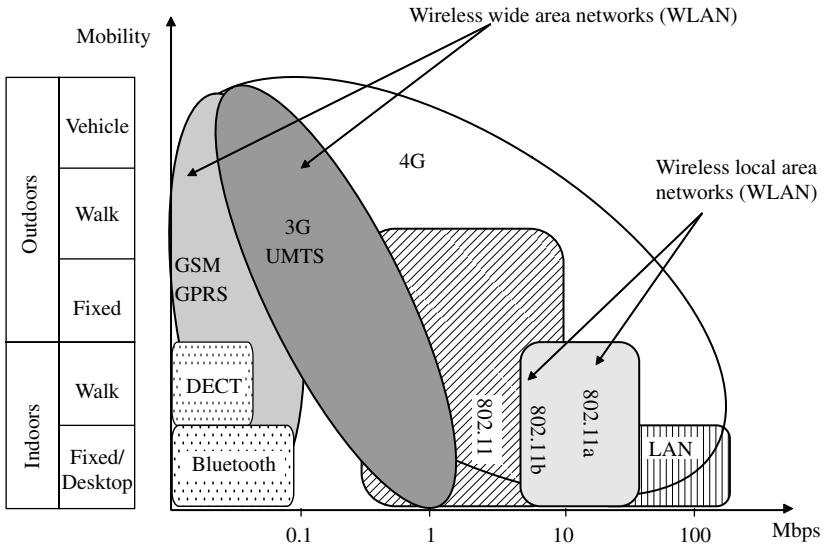 Wireless wide area networks (WLAN)
Mobility
Vehicle
4G
Wireless local area
networks (WLAN)
Outdoors
Walk
3G
UMTS
GSM
GPRS
Fixed
Indoors
Walk
DECT
802.11
802.11b
802.11a
Fixed/
Desktop
Bluetooth
LAN
0.1
1
10
100
Mbps